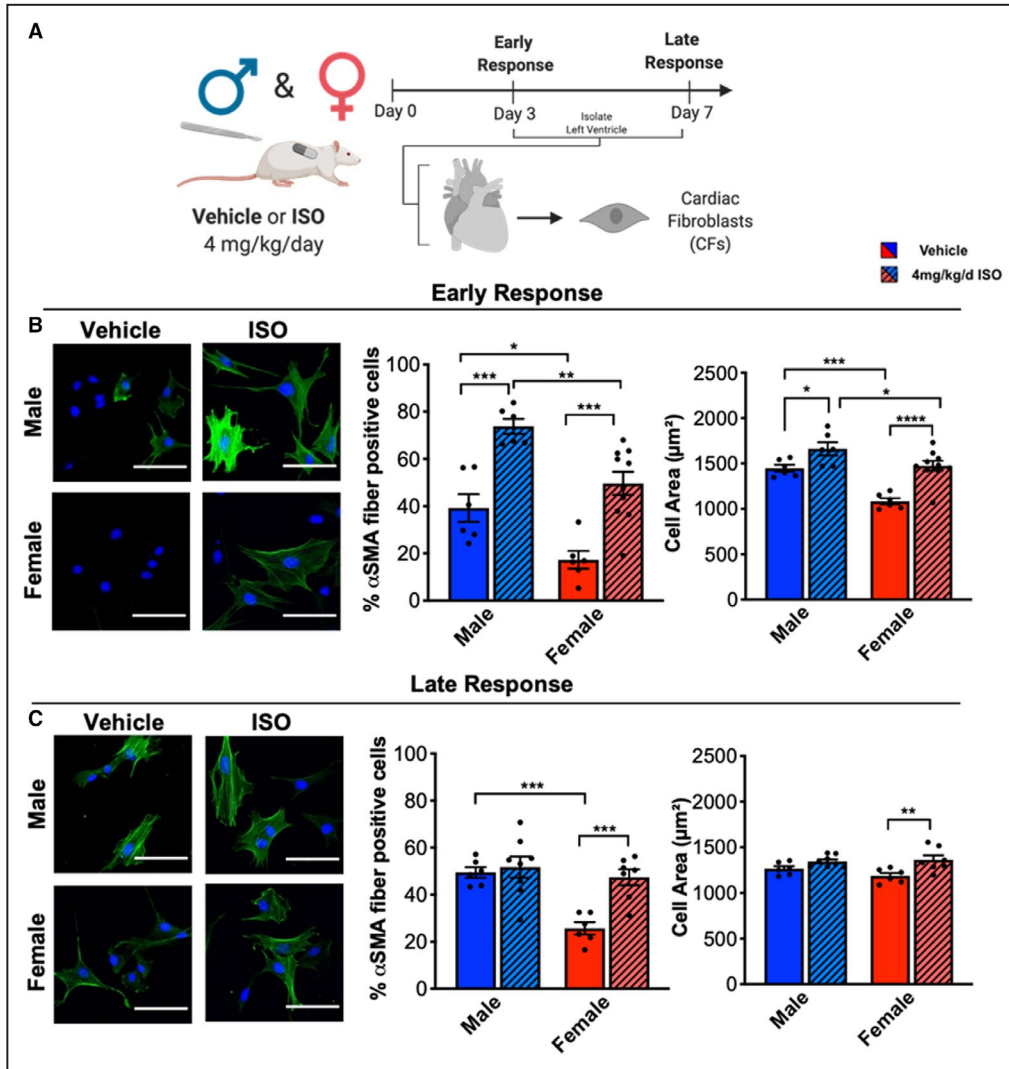 A
♂ & ♀
Vehicle or ISO
4 mg/kg/day
Early
Response
Late
Response
Day 0
Day 3
Day 7
Isolate
Left Ventricle
Cardiac
Fibroblasts
(CFs)
Vehicle
4mg/kg/d ISO
Early Response
B
Vehicle
ISO
Male
Female
% αSMA fiber positive cells
100
80
60
40
20
0
*
***
**
***
Male
Female
Cell Area (µm²)
2500
2000
1500
1000
500
0
***
*
*
****
Male
Female
Late Response
C
Vehicle
ISO
Male
Female
% αSMA fiber positive cells
100
80
60
40
20
0
***
***
Male
Female
Cell Area (µm²)
2500
2000
1500
1000
500
0
**
Male
Female